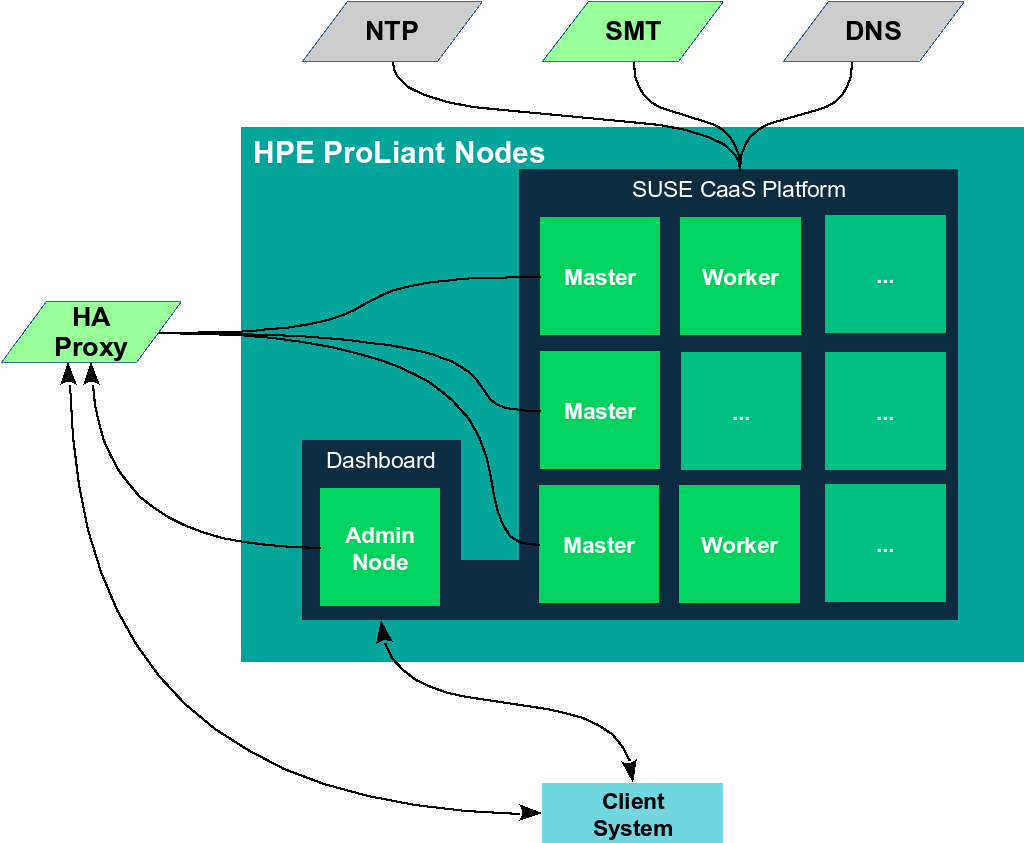 NTP
SMT
DNS
HPE ProLiant Nodes
SUSE CaaS Platform
Master
Worker
...
HA
Proxy
Master
...
...
Dashboard
Admin
Node
Master
Worker
...
Client
System